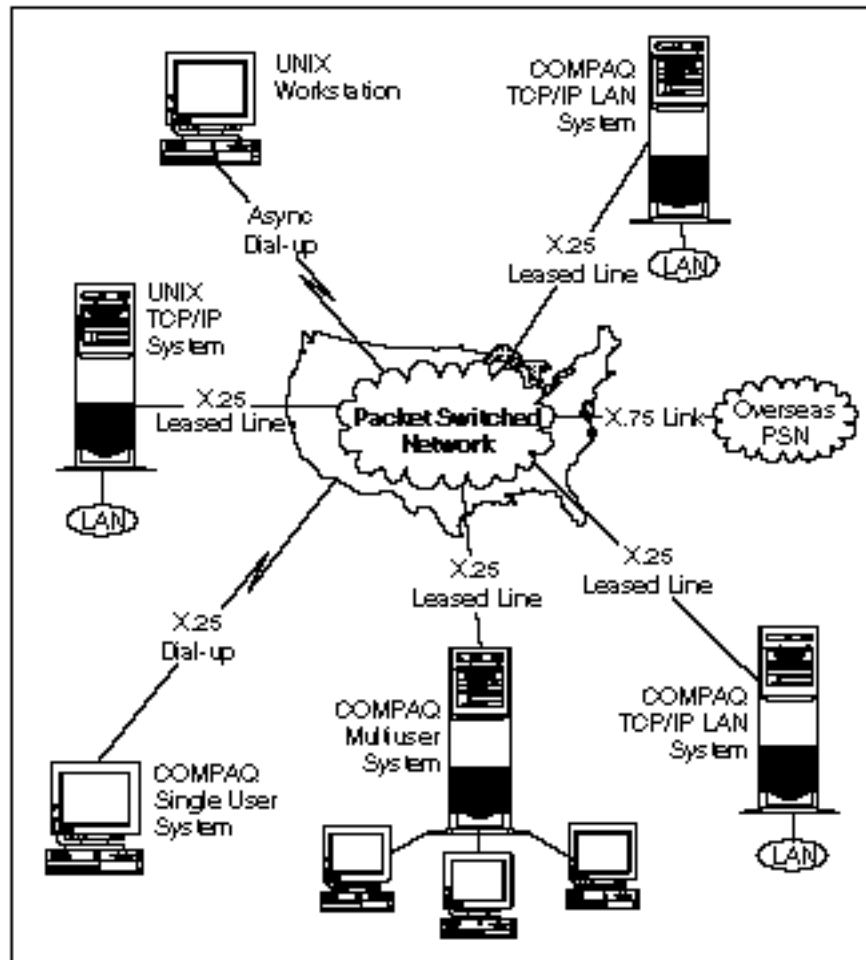 UNIX
Workstation
COMPAQ
TCP/IP LAN
System
Async
Dial-up
X.25
Leased Line
LAN
UNIX
TCP/IP
System
X.25
Leased Line
Packet Switched
Network
X.75 Link
Overseas
PSN
LAN
X.25
Leased Line
X.25
Leased Line
X.25
Dial-up
COMPAQ
Multiuser
System
COMPAQ
TCP/IP LAN
System
COMPAQ
Single User
System
LAN